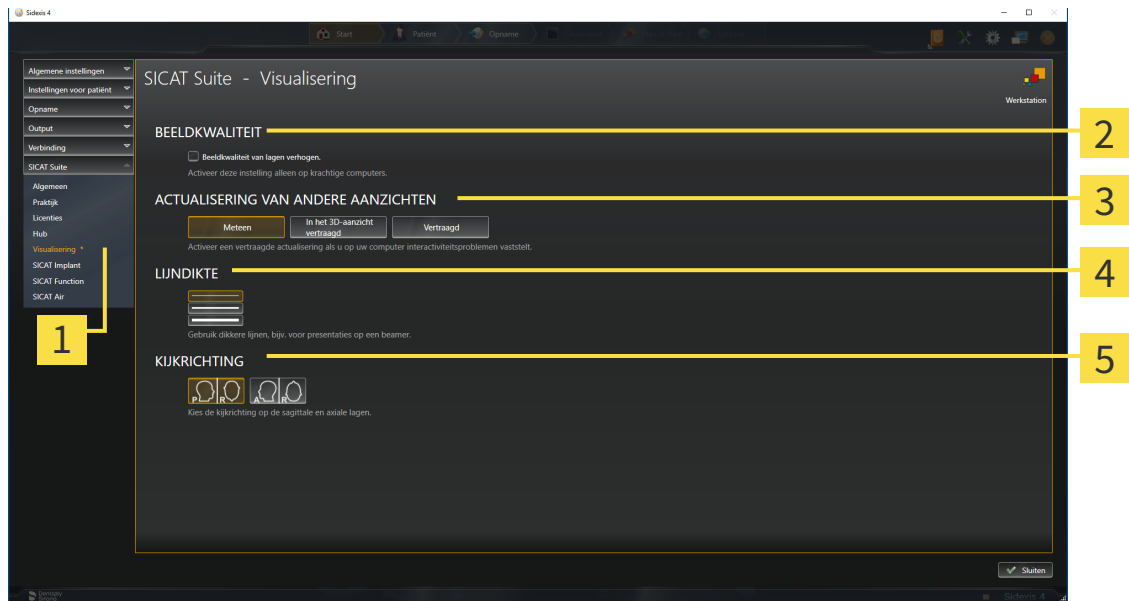 Sidexis 4
Start
Patiënt
Opname
Algemene instellingen
Instellingen voor patiënt
Opname
Output
Verbinding
SICAT Suite
Algemeen
Praktijk
Licenties
Hub
Visualisering *
SICAT Implant
SICAT Function
SICAT Air
1
SICAT Suite - Visualisering
Werkstation
BEELDKWALITEIT
2
Beeldkwaliteit van lagen verhogen.
Activeer deze instelling alleen op krachtige computers.
ACTUALISERING VAN ANDERE AANZICHTEN
3
Meteen
In het 3D-aanzicht
vertraagd
Vertraagd
Activeer een vertraagde actualisering als u op uw computer interactiviteitsproblemen vaststelt.
LIJNDIKTE
4
Gebruik dikkere lijnen, bijv. voor presentaties op een beamer.
KIJKRICHTING
5
P R
A R
Kies de kijkrichting op de sagittale en axiale lagen.
Sluiten
Dentsply
Sirona
Sidexis 4